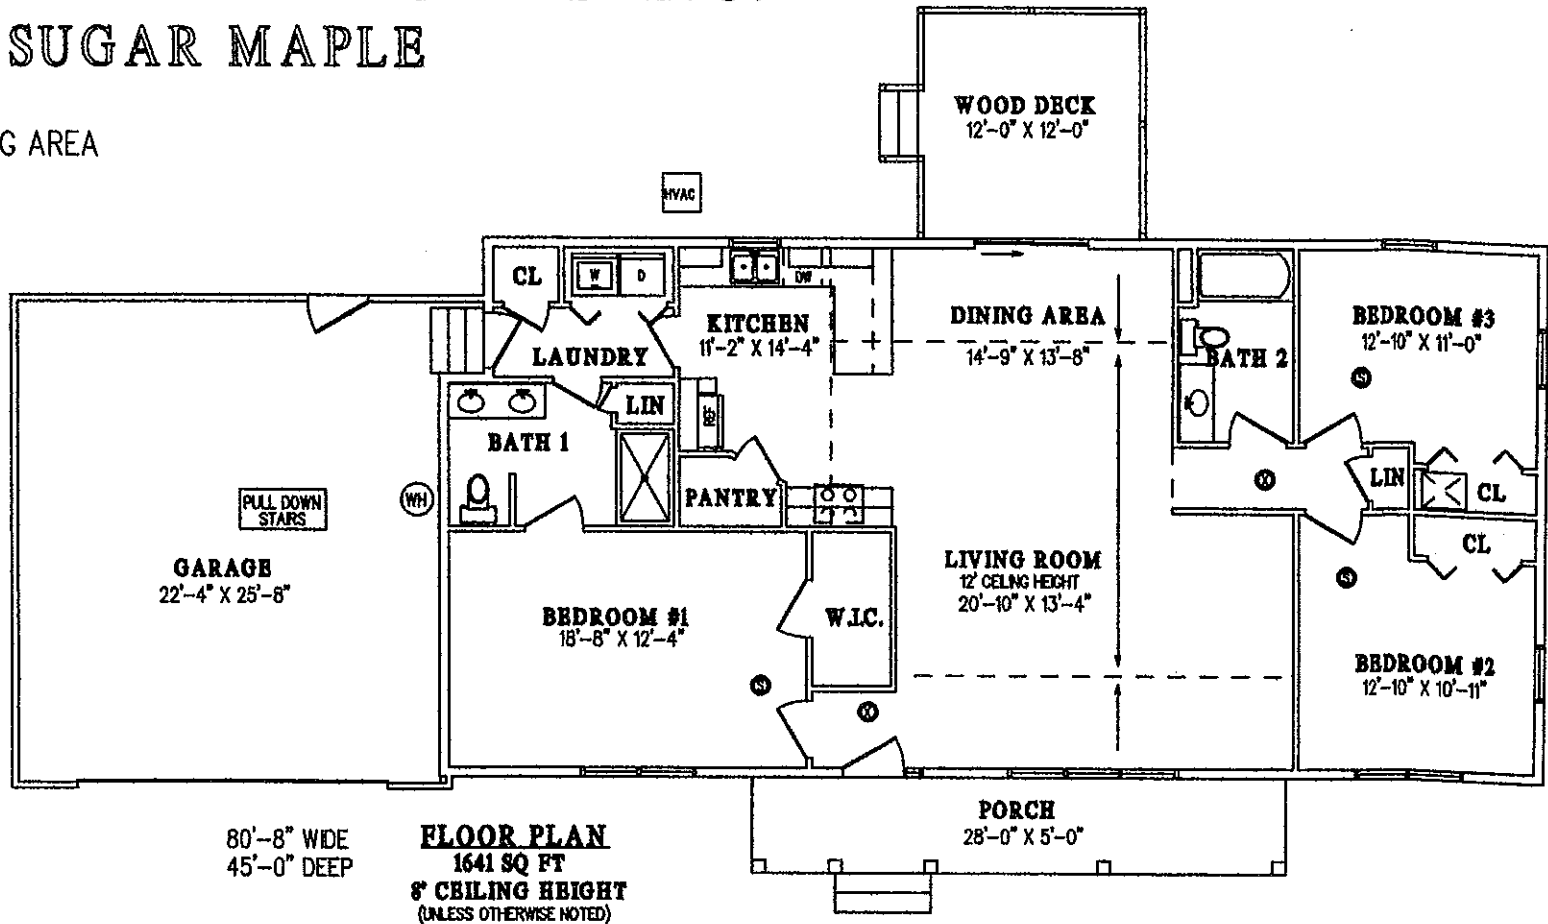 SUGAR MAPLE
G AREA
WOOD DECK
12'-0" X 12'-0"
HVAC
CL
W
D
DW
KITCHEN
11'-2" X 14'-4"
DINING AREA
14'-9" X 13'-8"
BATH 2
BEDROOM #3
12'-10" X 11'-0"
S
LAUNDRY
LIN
REF
BATH 1
PANTRY
WH
PULL DOWN
STAIRS
X
LIN
CL
CL
GARAGE
22'-4" X 25'-8"
LIVING ROOM
12' CEILING HEIGHT
20'-10" X 13'-4"
S
BEDROOM #1
18'-8" X 12'-4"
W.I.C.
BEDROOM #2
12'-10" X 10'-11"
S
X
PORCH
28'-0" X 5'-0"
80'-8" WIDE
45'-0" DEEP
FLOOR PLAN
1641 SQ FT
8' CEILING HEIGHT
(UNLESS OTHERWISE NOTED)